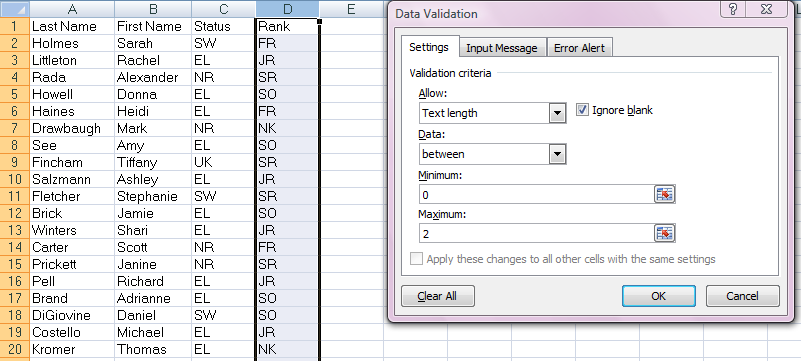 A B C D E F
1 Last Name First Name Status Rank
2 Holmes Sarah SW FR
3 Littleton Rachel EL JR
4 Rada Alexander NR SR
5 Howell Donna EL SO
6 Haines Heidi EL FR
7 Drawbaugh Mark NR NK
8 See Amy EL SO
9 Fincham Tiffany UK SR
10 Salzmann Ashley EL JR
11 Fletcher Stephanie SW SR
12 Brick Jamie EL SO
13 Winters Shari EL JR
14 Carter Scott NR FR
15 Prickett Janine NR SR
16 Pell Richard EL JR
17 Brand Adrianne EL SO
18 DiGiovine Daniel SW SO
19 Costello Michael EL JR
20 Kromer Thomas EL NK
Data Validation
Settings Input Message Error Alert
Validation criteria
Allow:
Text length Ignore blank
Data:
between
Minimum:
0
Maximum:
2
Apply these changes to all other cells with the same settings
Clear All OK Cancel